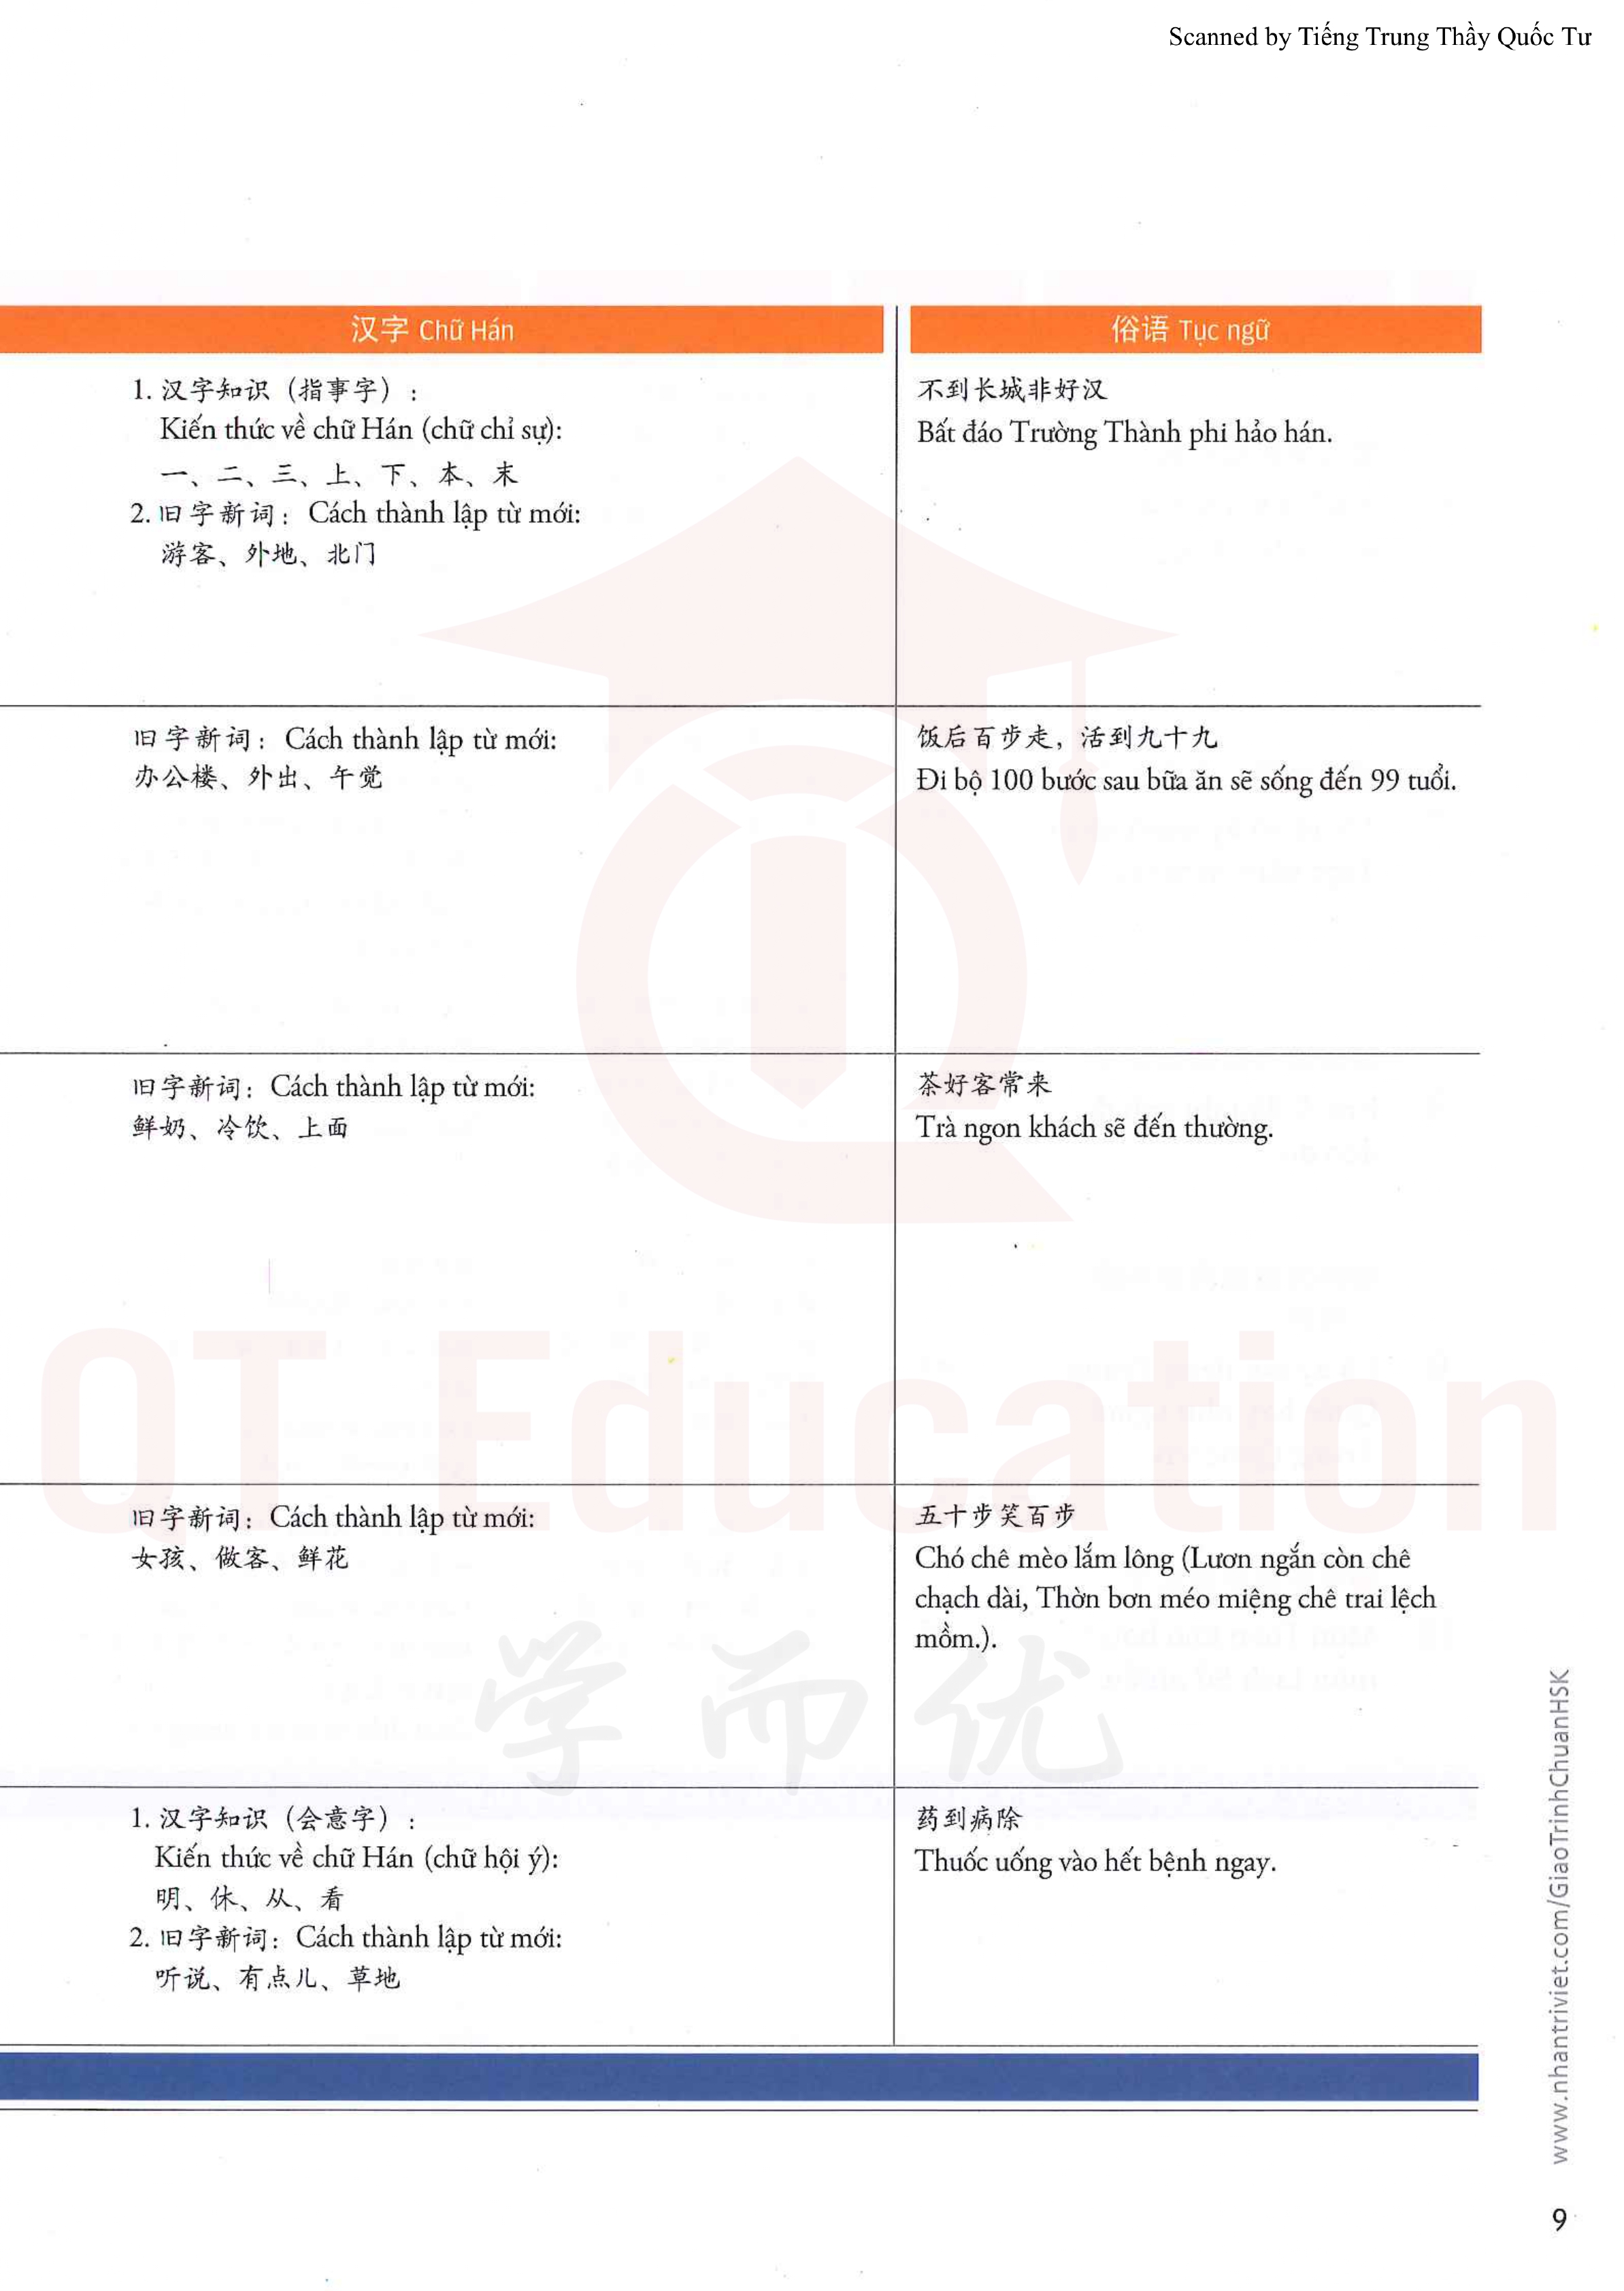 Scanned by Tiếng Trung Thầy Quốc Tư
汉字 Chữ Hán
俗语 Tục ngữ
1. 汉字知识（指事字）：
Kiến thức về chữ Hán (chữ chỉ sự):
一、二、三、上、下、本、末
2. 旧字新词：Cách thành lập từ mới:
游客、外地、北门
不到长城非好汉
Bất đáo Trường Thành phi hảo hán.
旧字新词：Cách thành lập từ mới:
办公楼、外出、午觉
饭后百步走，活到九十九
Đi bộ 100 bước sau bữa ăn sẽ sống đến 99 tuổi.
旧字新词：Cách thành lập từ mới:
鲜奶、冷饮、上面
茶好客常来
Trà ngon khách sẽ đến thường.
QT Education
旧字新词：Cách thành lập từ mới:
女孩、做客、鲜花
五十步笑百步
Chó chê mèo lắm lông (Lươn ngắn còn chê
chạch dài, Thờn bơn méo miệng chê trai lệch
mồm.).
学而优
1. 汉字知识（会意字）：
Kiến thức về chữ Hán (chữ hội ý):
明、休、从、看
2. 旧字新词：Cách thành lập từ mới:
听说、有点儿、草地
药到病除
Thuốc uống vào hết bệnh ngay.
www.nhantriviet.com/GiaoTrinhChuanHSK
9